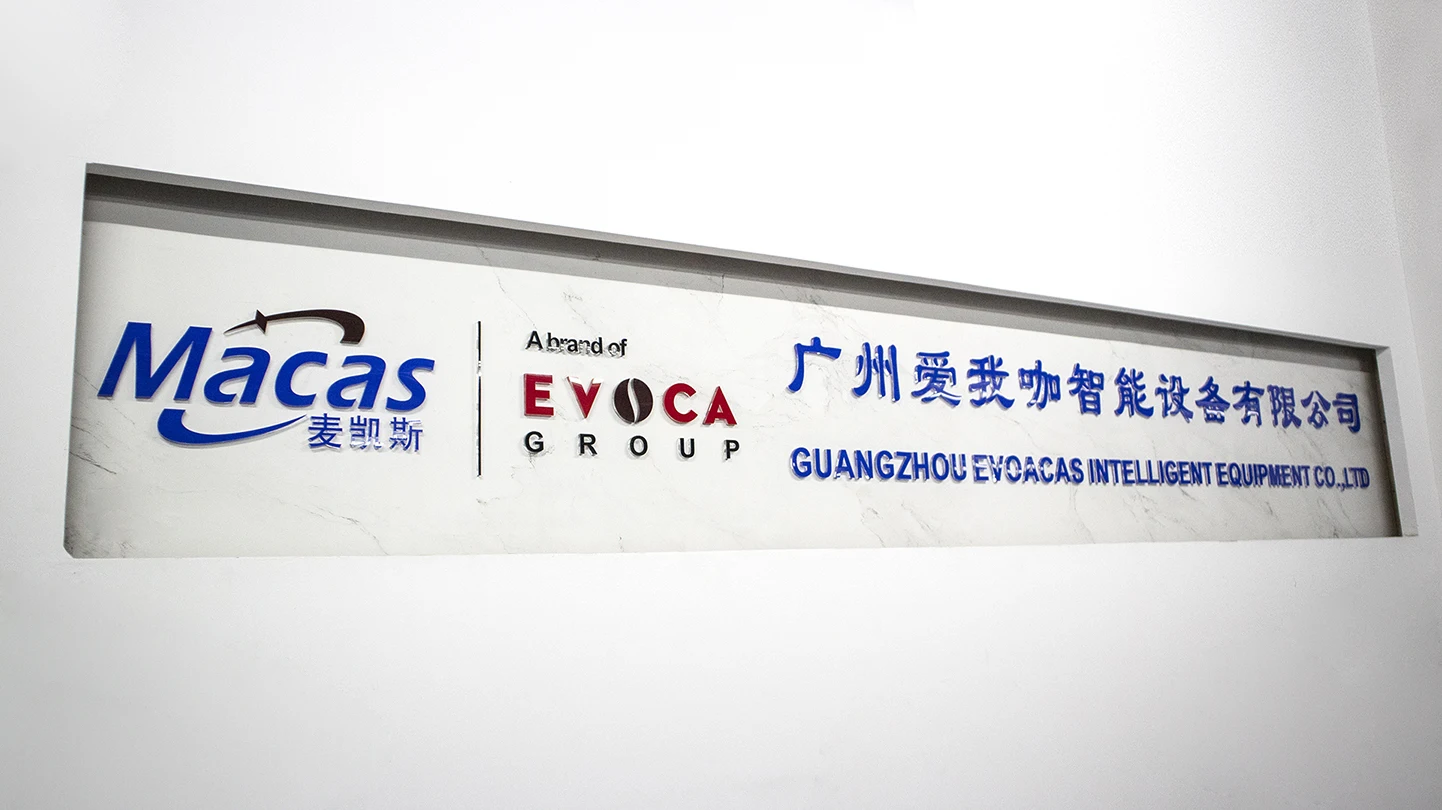 Macas
麦凯斯
A brand of
EVOCA
GROUP
广州爱我咖智能设备有限公司
GUANGZHOU EVOACAS INTELLIGENT EQUIPMENT CO.,LTD